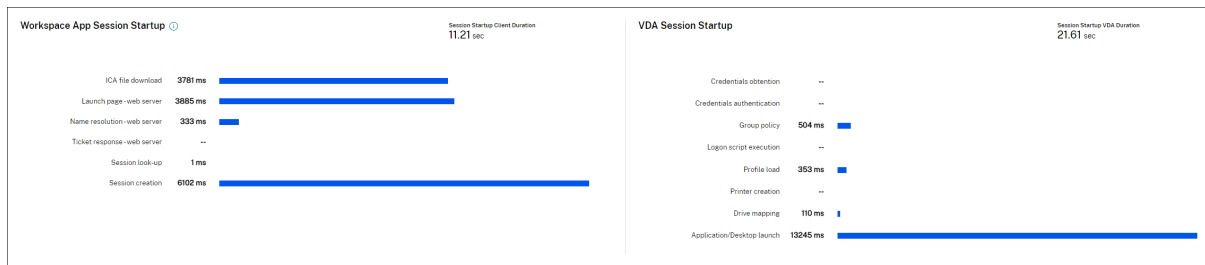 Workspace App Session Startup
Session Startup Client Duration
11.21 sec
ICA file download 3781 ms
Launch page - web server 3885 ms
Name resolution - web server 333 ms
Ticket response - web server --
Session look-up 1 ms
Session creation 6102 ms
VDA Session Startup
Session Startup VDA Duration
21.61 sec
Credentials obtention --
Credentials authentication --
Group policy 504 ms
Logon script execution --
Profile load 353 ms
Printer creation --
Drive mapping 110 ms
Application/Desktop launch 13245 ms